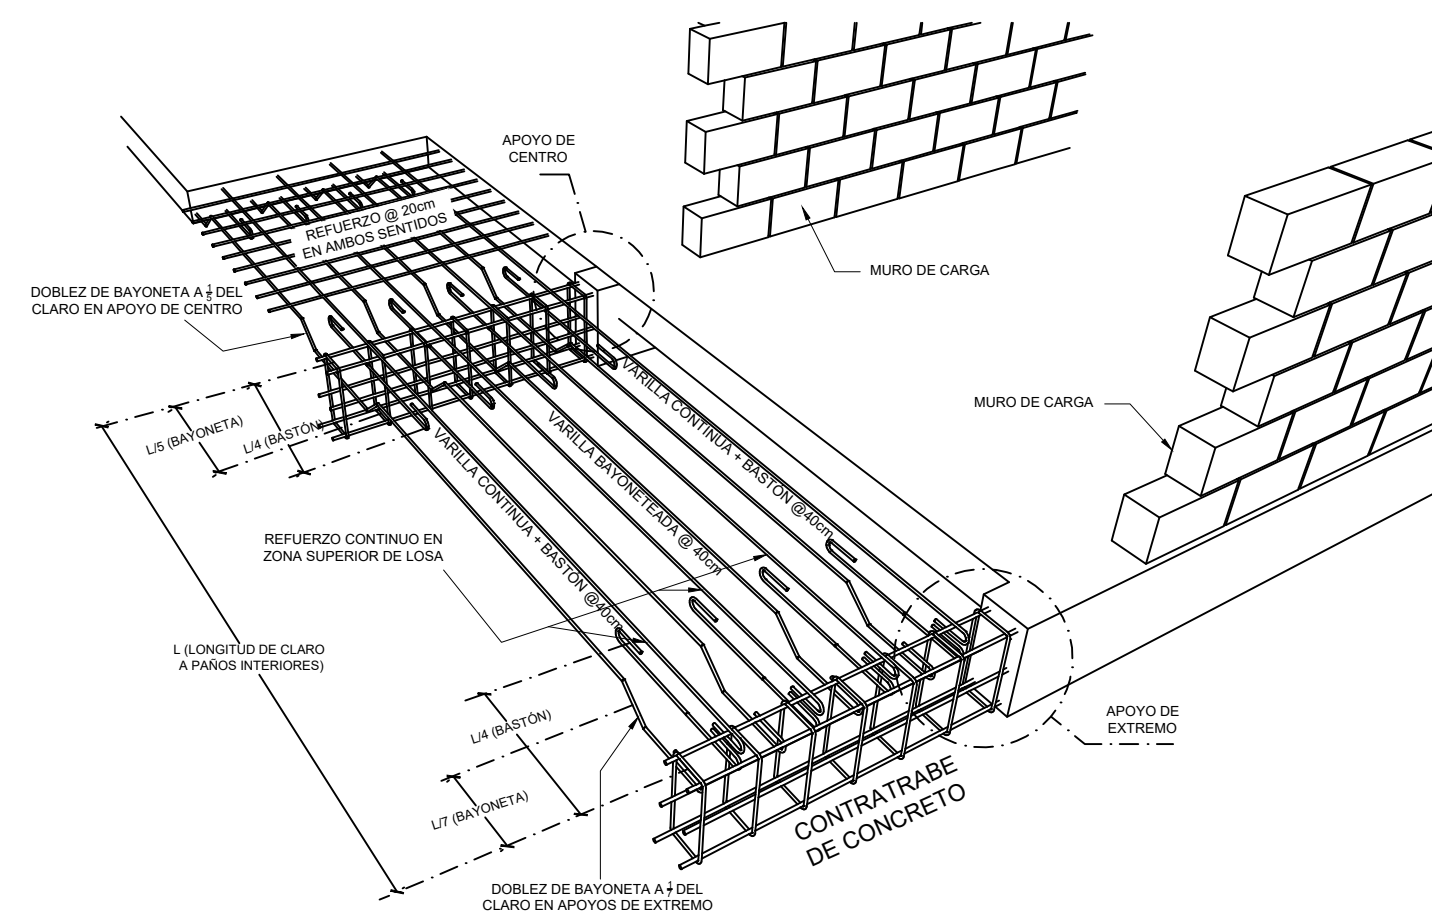 APOYO DE
CENTRO
REFUERZO @ 20cm
EN AMBOS SENTIDOS
MURO DE CARGA
DOBLEZ DE BAYONETA A 1/5 DEL
CLARO EN APOYO DE CENTRO
VARILLA CONTINUA + BASTON @40cm
MURO DE CARGA
L/5 (BAYONETA)
L/4 (BASTÓN)
VARILLA CONTINUA + BASTON @40cm
VARILLA BAYONETEADA @ 40cm
REFUERZO CONTINUO EN
ZONA SUPERIOR DE LOSA
L (LONGITUD DE CLARO
A PAÑOS INTERIORES)
L/4 (BASTÓN)
L/7 (BAYONETA)
APOYO DE
EXTREMO
CONTRATRABE
DE CONCRETO
DOBLEZ DE BAYONETA A 1/7 DEL
CLARO EN APOYOS DE EXTREMO